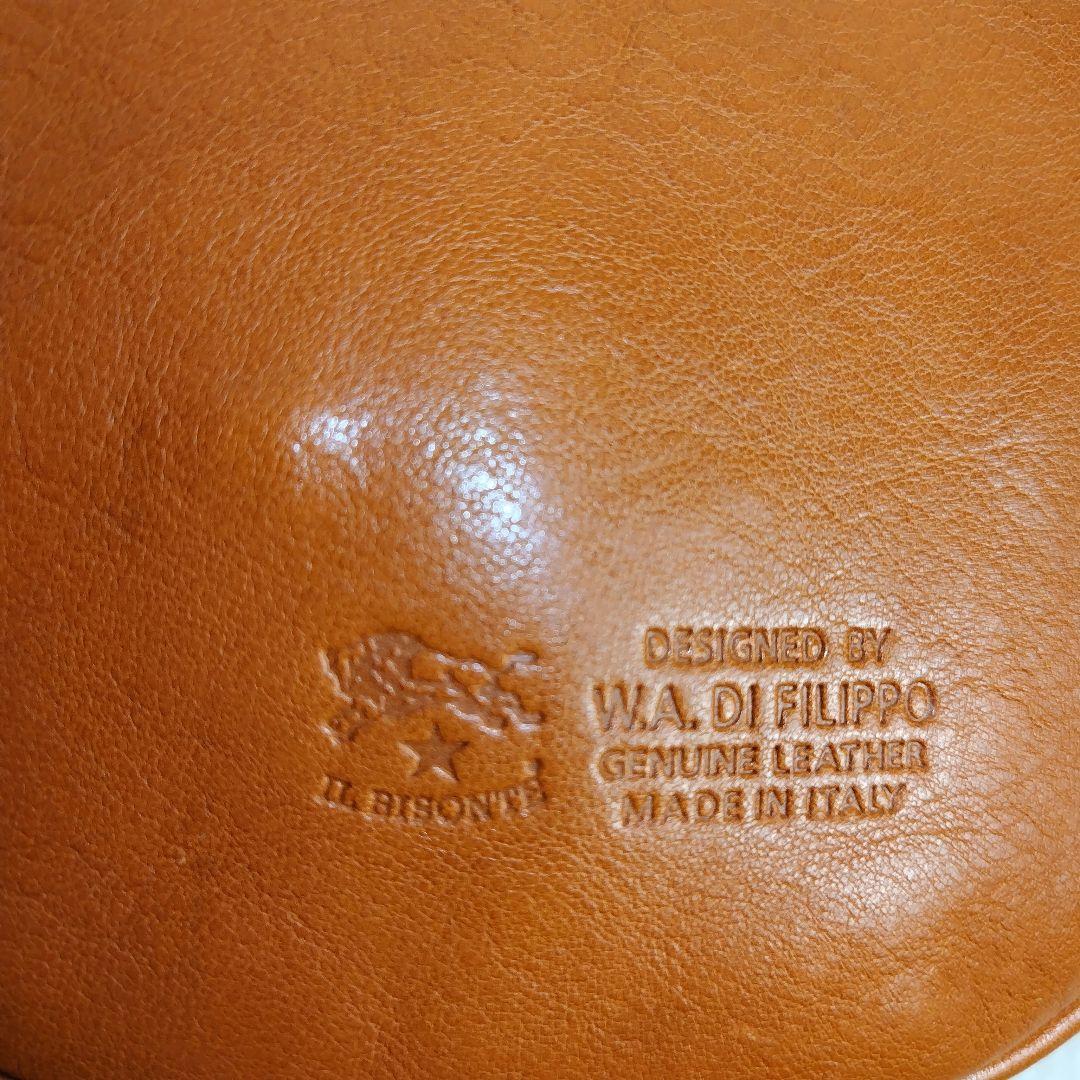 IL BISONTE
DESIGNED BY
W.A. DI FILIPPO
GENUINE LEATHER
MADE IN ITALY